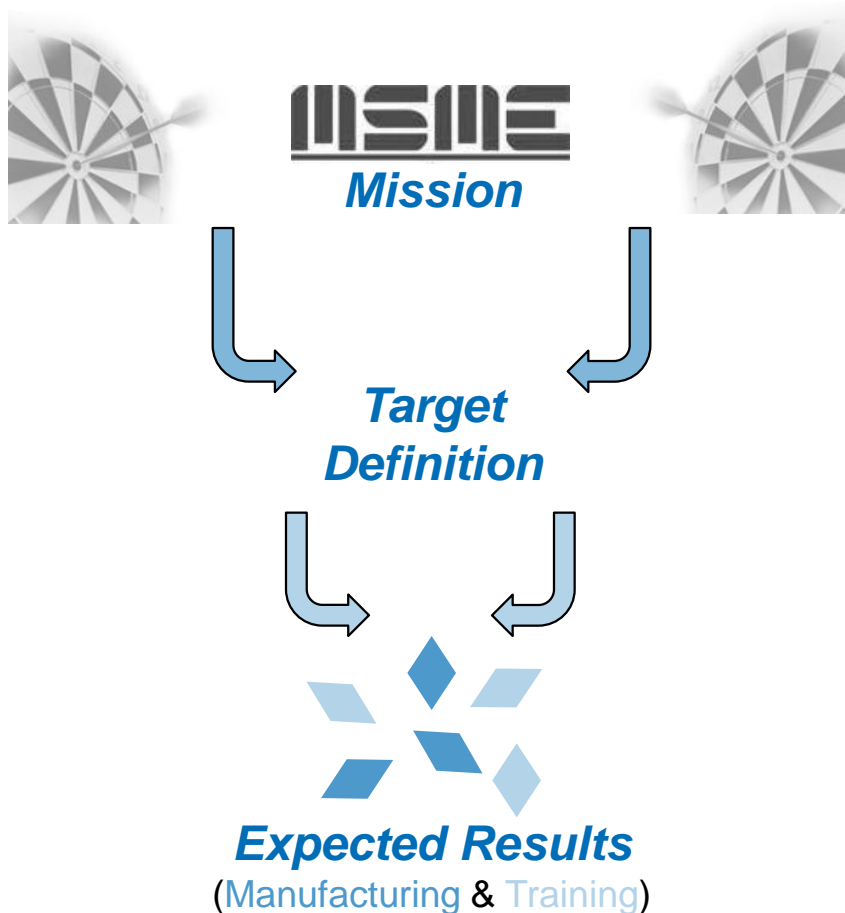 MSME
Mission
Target
Definition
Expected Results
(Manufacturing & Training)